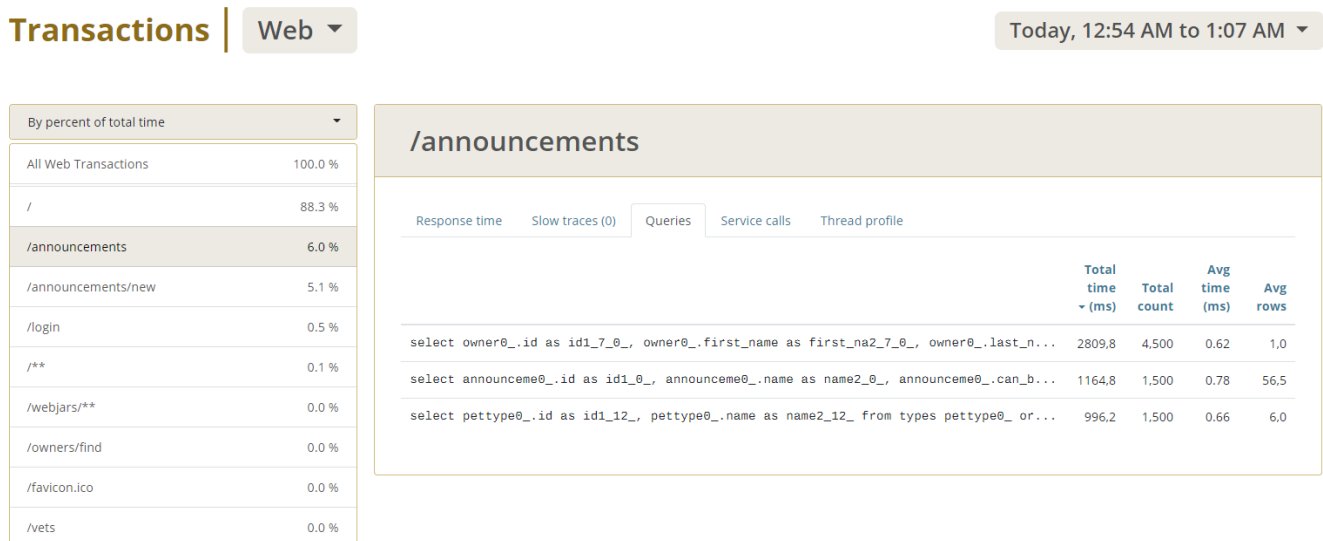 Transactions Web
Today, 12:54 AM to 1:07 AM
By percent of total time
All Web Transactions 100.0 %
/ 88.3 %
/announcements 6.0 %
/announcements/new 5.1 %
/login 0.5 %
/** 0.1 %
/webjars/** 0.0 %
/owners/find 0.0 %
/favicon.ico 0.0 %
/vets 0.0 %
/announcements
Response time Slow traces (0) Queries Service calls Thread profile
Total time (ms) Total count Avg time (ms) Avg rows
select owner0_.id as id1_7_0_, owner0_.first_name as first_na2_7_0_, owner0_.last_n... 2809,8 4,500 0.62 1,0
select announceme0_.id as id1_0_, announceme0_.name as name2_0_, announceme0_.can_b... 1164,8 1,500 0.78 56,5
select pettype0_.id as id1_12_, pettype0_.name as name2_12_ from types pettype0_ or... 996,2 1,500 0.66 6,0